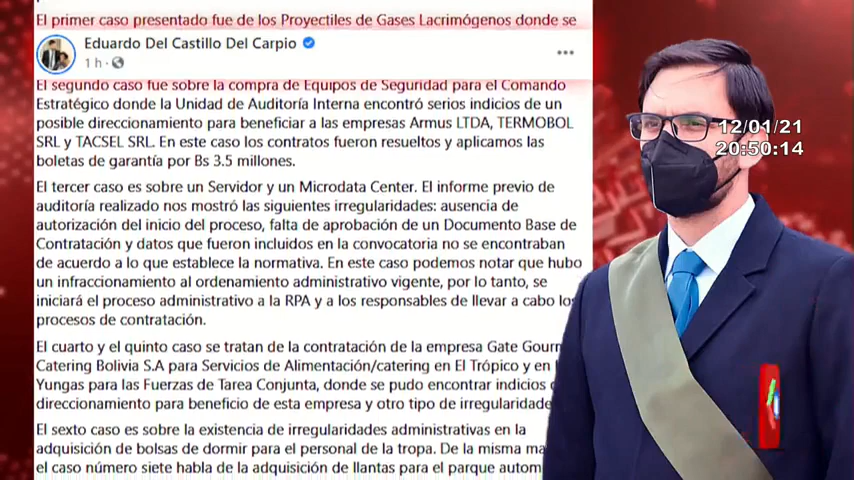 El primer caso presentado fue de los Proyectiles de Gases Lacrimógenos donde se
Eduardo Del Castillo Del Carpio
1 h ·
El segundo caso fue sobre la compra de Equipos de Seguridad para el Comando
Estratégico donde la Unidad de Auditoría Interna encontró serios indicios de un
posible direccionamiento para beneficiar a las empresas Armus LTDA, TERMOBOL
SRL y TACSEL SRL. En este caso los contratos fueron resueltos y aplicamos las
boletas de garantía por Bs 3.5 millones.
El tercer caso es sobre un Servidor y un Microdata Center. El informe previo de
auditoría realizado nos mostró las siguientes irregularidades: ausencia de
autorización del inicio del proceso, falta de aprobación de un Documento Base de
Contratación y datos que fueron incluidos en la convocatoria no se encontraban
de acuerdo a lo que establece la normativa. En este caso podemos notar que hubo
un infraccionamiento al ordenamiento administrativo vigente, por lo tanto, se
iniciará el proceso administrativo a la RPA y a los responsables de llevar a cabo los
procesos de contratación.
El cuarto y el quinto caso se tratan de la contratación de la empresa Gate Gourm
Catering Bolivia S.A para Servicios de Alimentación/catering en El Trópico y en
Yungas para las Fuerzas de Tarea Conjunta, donde se pudo encontrar indicios
direccionamiento para beneficio de esta empresa y otro tipo de irregularidade
El sexto caso es sobre la existencia de irregularidades administrativas en la
adquisición de bolsas de dormir para el personal de la tropa. De la misma ma
el caso número siete habla de la adquisición de llantas para el parque autom
12/01/21
20:50:14